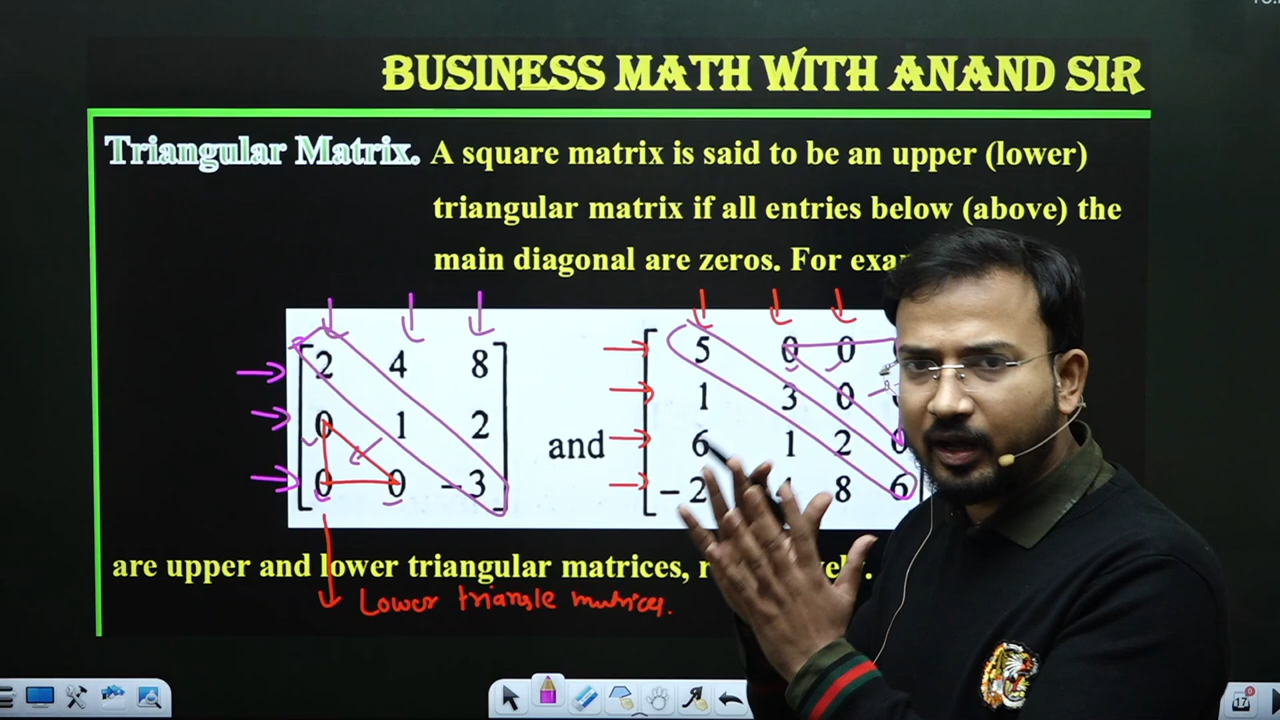 BUSINESS MATH WITH ANAND SIR
Triangular Matrix. A square matrix is said to be an upper (lower)
triangular matrix if all entries below (above) the
main diagonal are zeros. For
2 4 8
0 1 2
0 0 -3
and
5 0 0
1 3 0
6 1 2 0
-2 4 8 6
are upper and lower triangular matrices,
Lower triangle matrices.
17